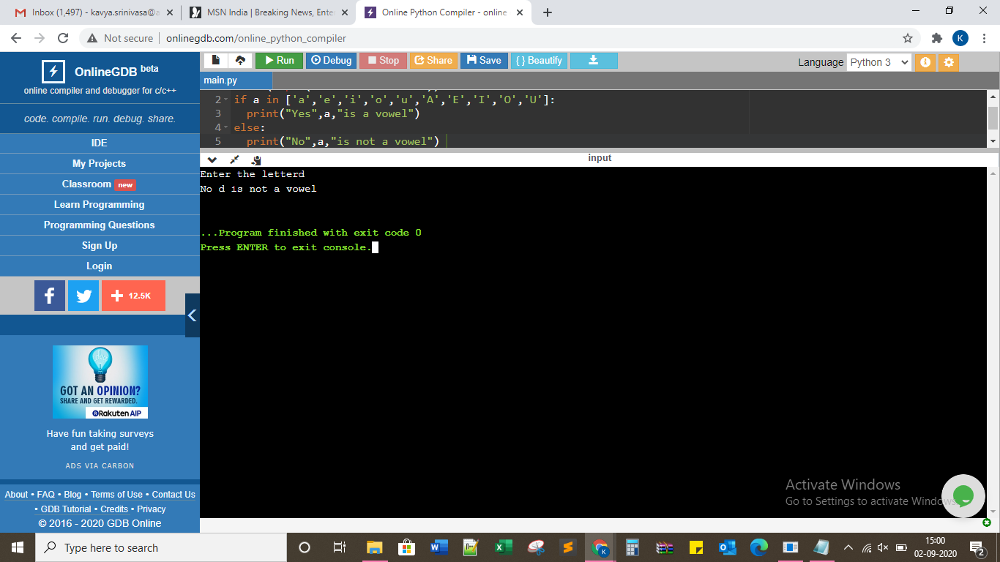 Inbox (1,497) - kavya.srinivasa@a
MSN India | Breaking News, Ente
Online Python Compiler - online
Not secure
onlinegdb.com/online_python_compiler
K
OnlineGDB beta
online compiler and debugger for c/c++
code. compile. run. debug. share.
IDE
My Projects
Classroom new
Learn Programming
Programming Questions
Sign Up
Login
12.5K
GOT AN OPINION?
SHARE AND GET REWARDED.
Rakuten AIP
Have fun taking surveys
and get paid!
ADS VIA CARBON
About • FAQ • Blog • Terms of Use • Contact Us
• GDB Tutorial • Credits • Privacy
© 2016 - 2020 GDB Online
Run Debug Stop Share Save { } Beautify
Language Python 3
main.py
2 if a in ['a','e','i','o','u','A','E','I','O','U']:
3 print("Yes",a,"is a vowel")
4 else:
5 print("No",a,"is not a vowel")
input
Enter the letterd
No d is not a vowel
...Program finished with exit code 0
Press ENTER to exit console.
Activate Windows
Go to Settings to activate Windows.
Type here to search
15:00
02-09-2020
2